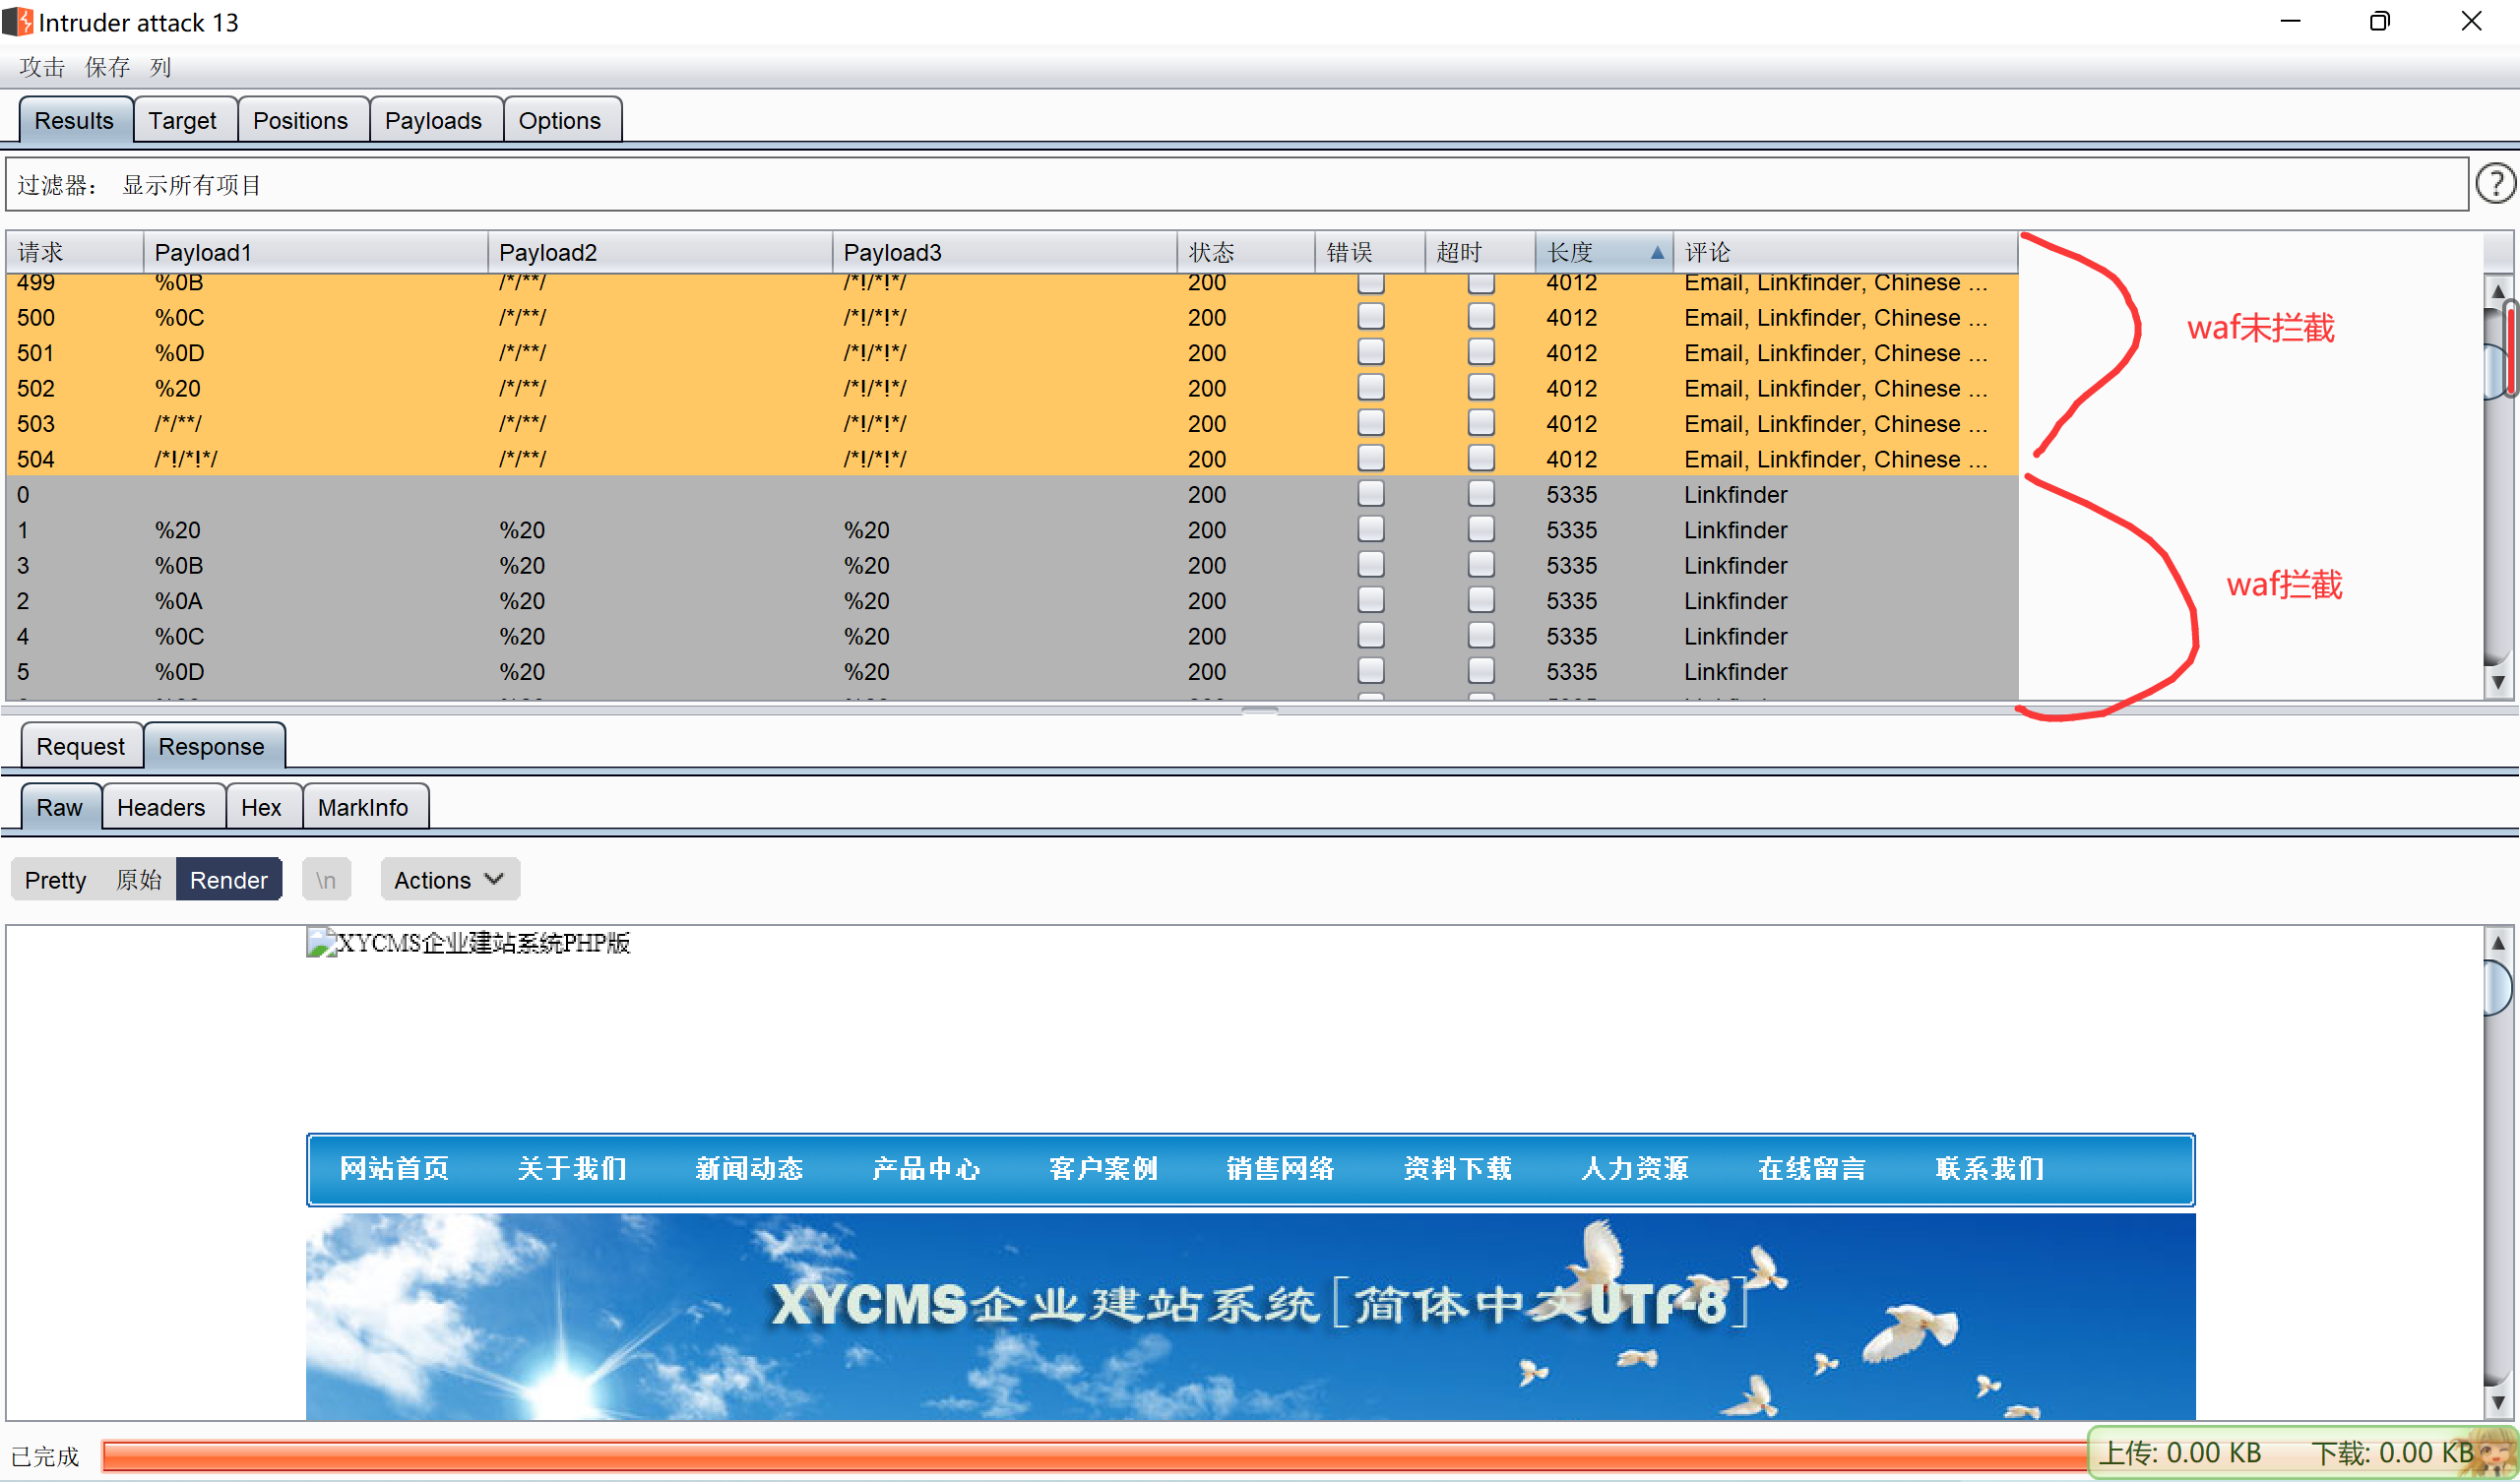 Intruder attack 13
攻击 保存 列
Results Target Positions Payloads Options
过滤器： 显示所有项目
?
请求 Payload1 Payload2 Payload3 状态 错误 超时 长度 评论
499 %0B /*/**/ /*!/*!*/ 200 4012 Email, Linkfinder, Chinese ...
500 %0C /*/**/ /*!/*!*/ 200 4012 Email, Linkfinder, Chinese ...
501 %0D /*/**/ /*!/*!*/ 200 4012 Email, Linkfinder, Chinese ...
502 %20 /*/**/ /*!/*!*/ 200 4012 Email, Linkfinder, Chinese ...
503 /*/**/ /*/**/ /*!/*!*/ 200 4012 Email, Linkfinder, Chinese ...
504 /*!/*!*/ /*/**/ /*!/*!*/ 200 4012 Email, Linkfinder, Chinese ...
waf未拦截
0 200 5335 Linkfinder
1 %20 %20 %20 200 5335 Linkfinder
3 %0B %20 %20 200 5335 Linkfinder
2 %0A %20 %20 200 5335 Linkfinder
4 %0C %20 %20 200 5335 Linkfinder
5 %0D %20 %20 200 5335 Linkfinder
waf拦截
Request Response
Raw Headers Hex MarkInfo
Pretty 原始 Render \n Actions
XYCMS企业建站系统PHP版
网站首页 关于我们 新闻动态 产品中心 客户案例 销售网络 资料下载 人力资源 在线留言 联系我们
XYCMS企业建站系统[简体中文UTF-8]
已完成
上传: 0.00 KB 下载: 0.00 KB